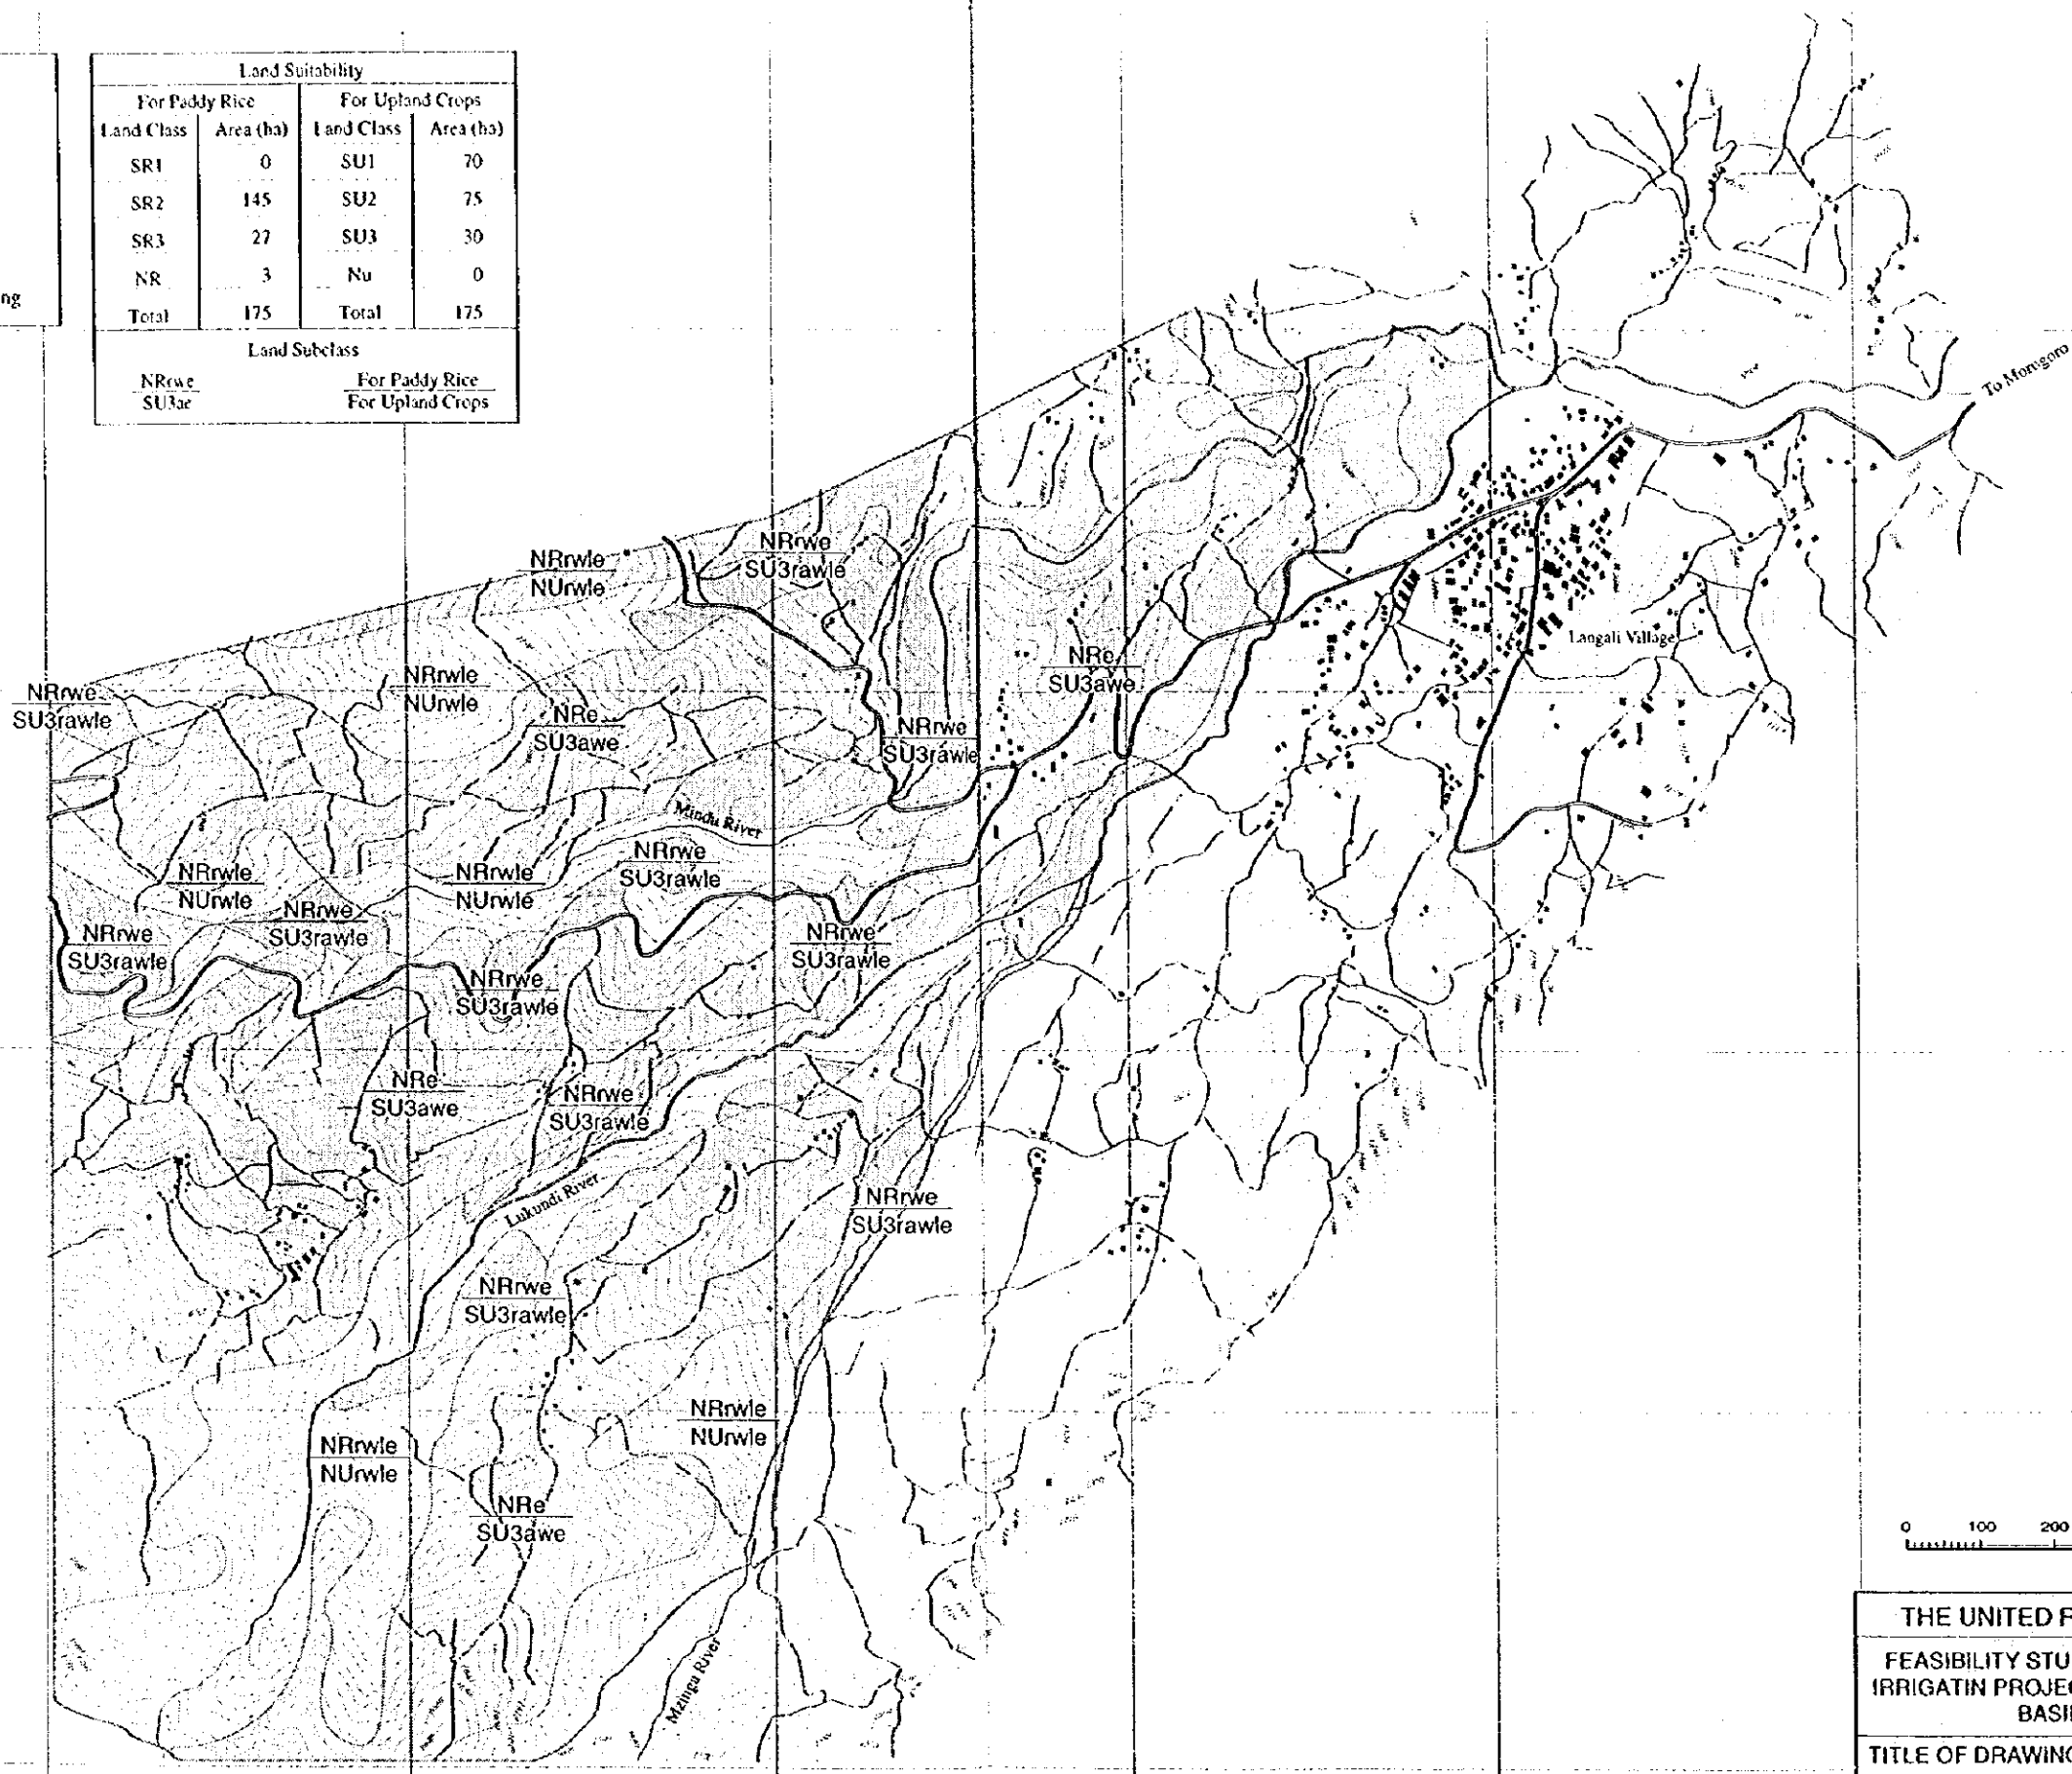 ng
Land Suitability
For Paddy Rice For Upland Crops
Land Class Area (ha) Land Class Area (ha)
SR1 0 SU1 70
SR2 145 SU2 75
SR3 27 SU3 30
NR 3 Nu 0
Total 175 Total 175
Land Subclass
NRrwe For Paddy Rice
SU3ae For Upland Crops
To Morugoro
NRrwle
NUrwle
NRrwe
SU3rawle
Langali Village
NRrwe
SU3rawle
NRrwle
NUrwle
NRe
SU3awe
NRe
SU3awe
NRrwe
SU3rawle
Mindu River
NRrwle
NUrwle
NRrwle
NUrwle
NRrwe
SU3rawle
NRrwe
SU3rawle
NRrwe
SU3rawle
NRrwe
SU3rawle
NRrwe
SU3rawle
NRe
SU3awe
NRrwe
SU3rawle
Lukundi River
NRrwe
SU3rawle
NRrwe
SU3rawle
NRrwle
NUrwle
NRrwle
NUrwle
NRe
SU3awe
Mzinga River
0 100 200
THE UNITED
FEASIBILITY STU
IRRIGATIN PROJE
BASI
TITLE OF DRAWING